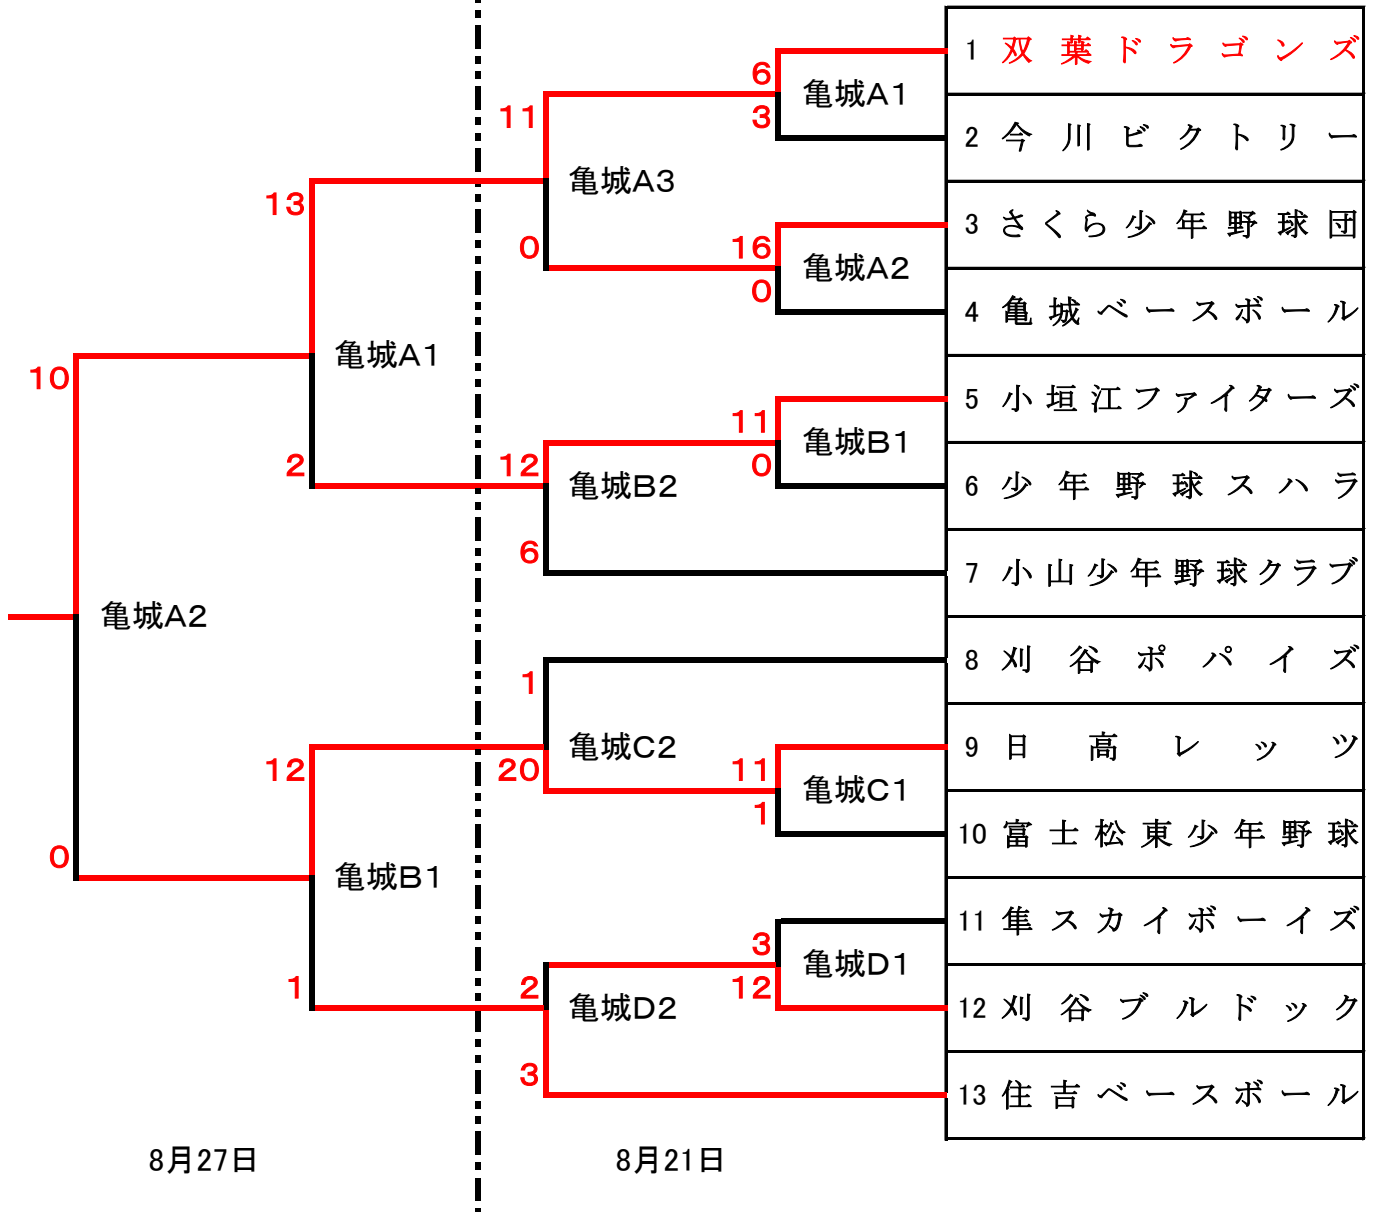 1 双葉ドラゴンズ
6
亀城A1
3
11
2 今川ビクトリー
亀城A3
13
3 さくら少年野球団
0
16
亀城A2
0
4 亀城ベースボール
亀城A1
10
5 小垣江ファイターズ
11
亀城B1
2
12
0
亀城B2
6 少年野球スハラ
6
7 小山少年野球クラブ
亀城A2
8 刈谷ポパイズ
1
9 日高レッツ
亀城C2
12
20
11
亀城C1
1
10 富士松東少年野球
0
亀城B1
11 隼スカイボーイズ
3
亀城D1
1
2
12
亀城D2
12 刈谷ブルドック
3
13 住吉ベースボール
8月27日
8月21日